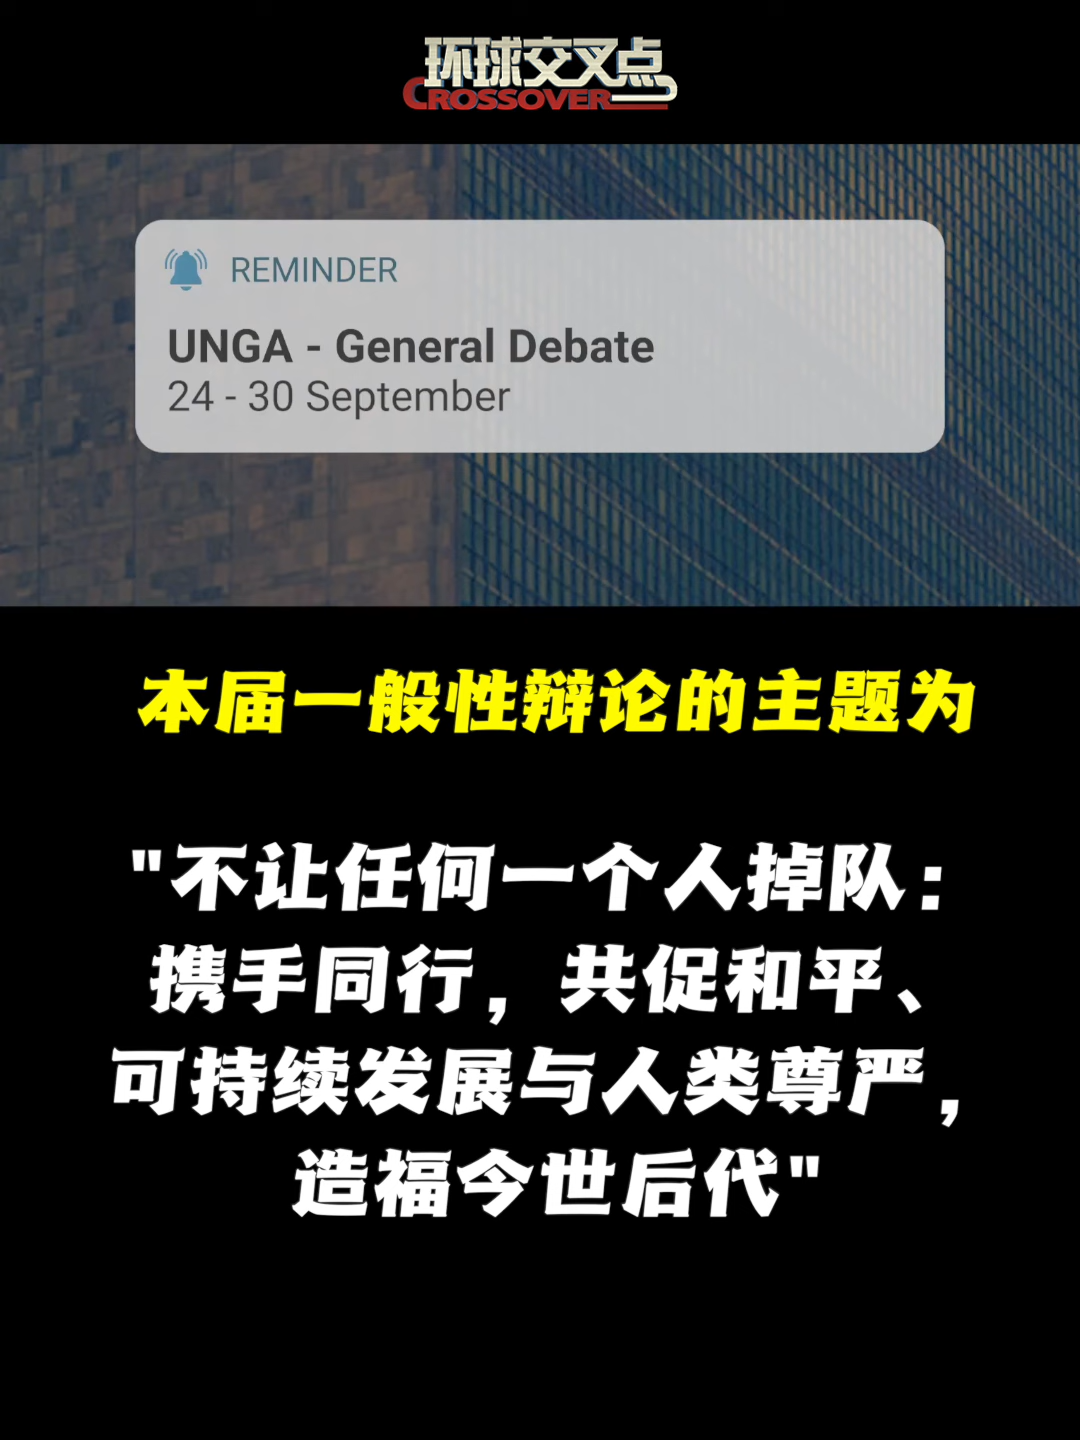 环球交叉点
CROSSOVER
REMINDER
UNGA - General Debate
24 - 30 September
本届一般性辩论的主题为
"不让任何一个人掉队：
携手同行，共促和平、
可持续发展与人类尊严，
造福今世后代"